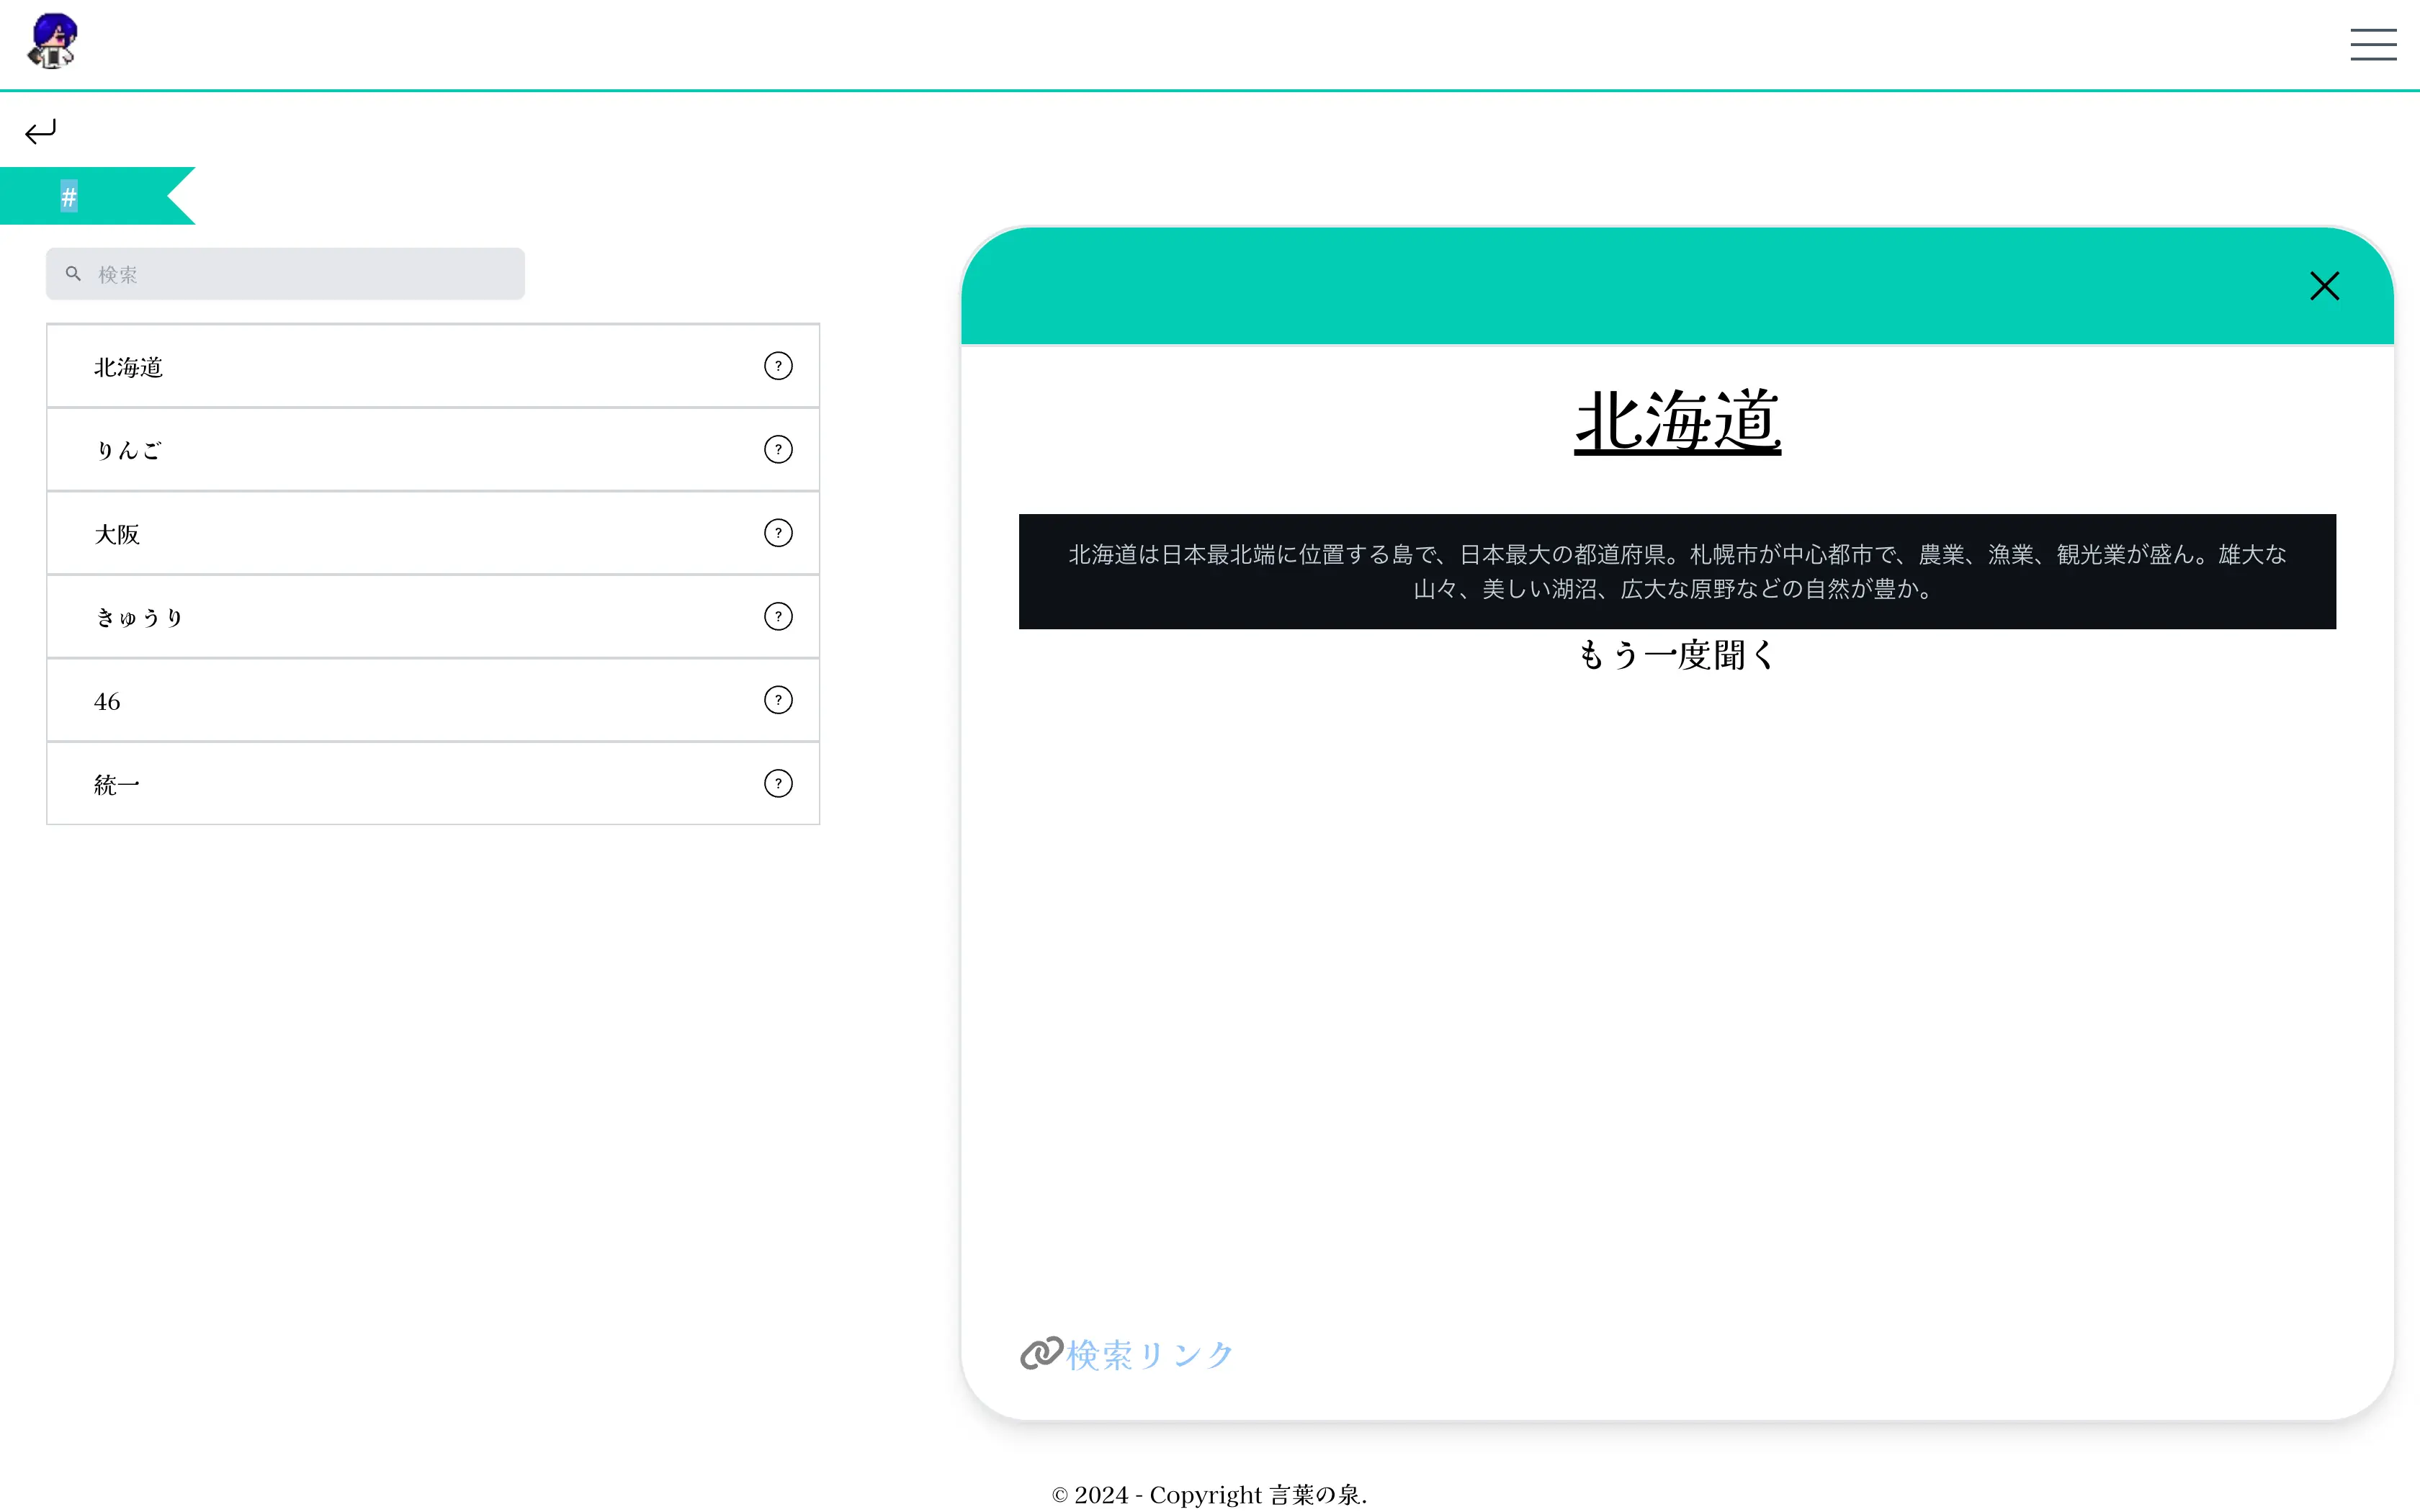 #
検索
北海道
?
りんご
?
大阪
?
きゅうり
?
46
?
統一
?
北海道
北海道は日本最北端に位置する島で、日本最大の都道府県。札幌市が中心都市で、農業、漁業、観光業が盛ん。雄大な
山々、美しい湖沼、広大な原野などの自然が豊か。
もう一度聞く
検索リンク
© 2024 - Copyright 言葉の泉.